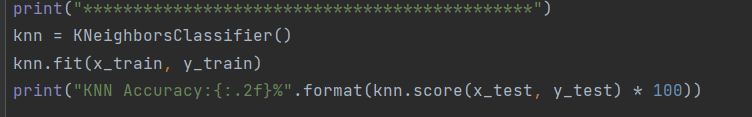 print("*********************************************")
knn = KNeighborsClassifier()
knn.fit(x_train, y_train)
print("KNN Accuracy:{:.2f}%".format(knn.score(x_test, y_test) * 100))